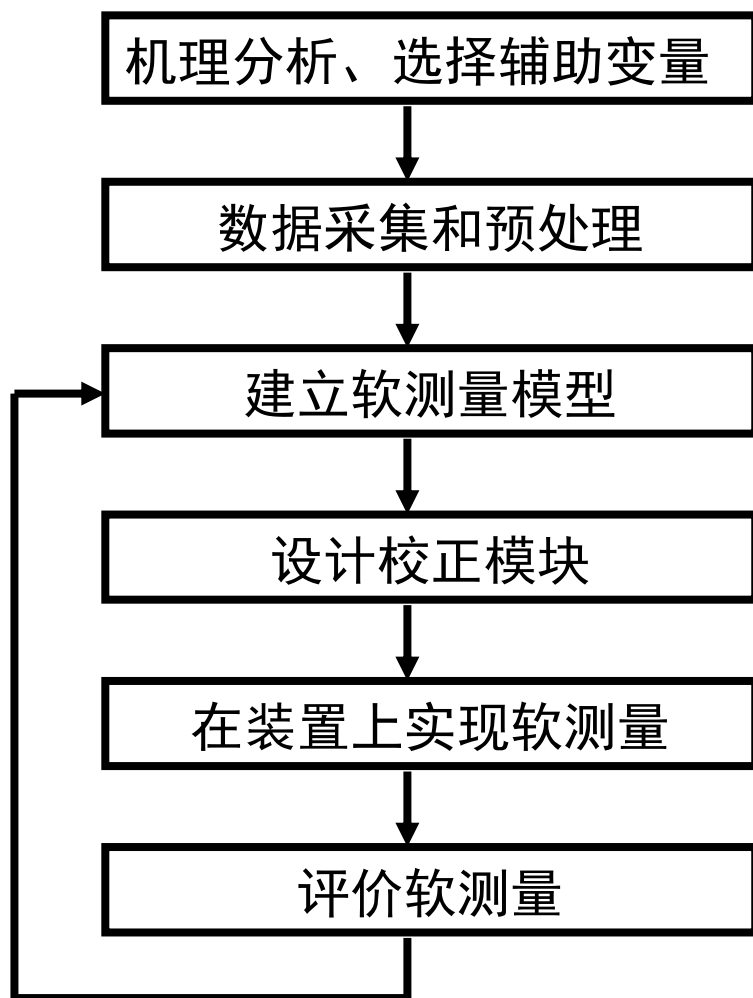 机理分析、选择辅助变量
数据采集和预处理
建立软测量模型
设计校正模块
在装置上实现软测量
评价软测量